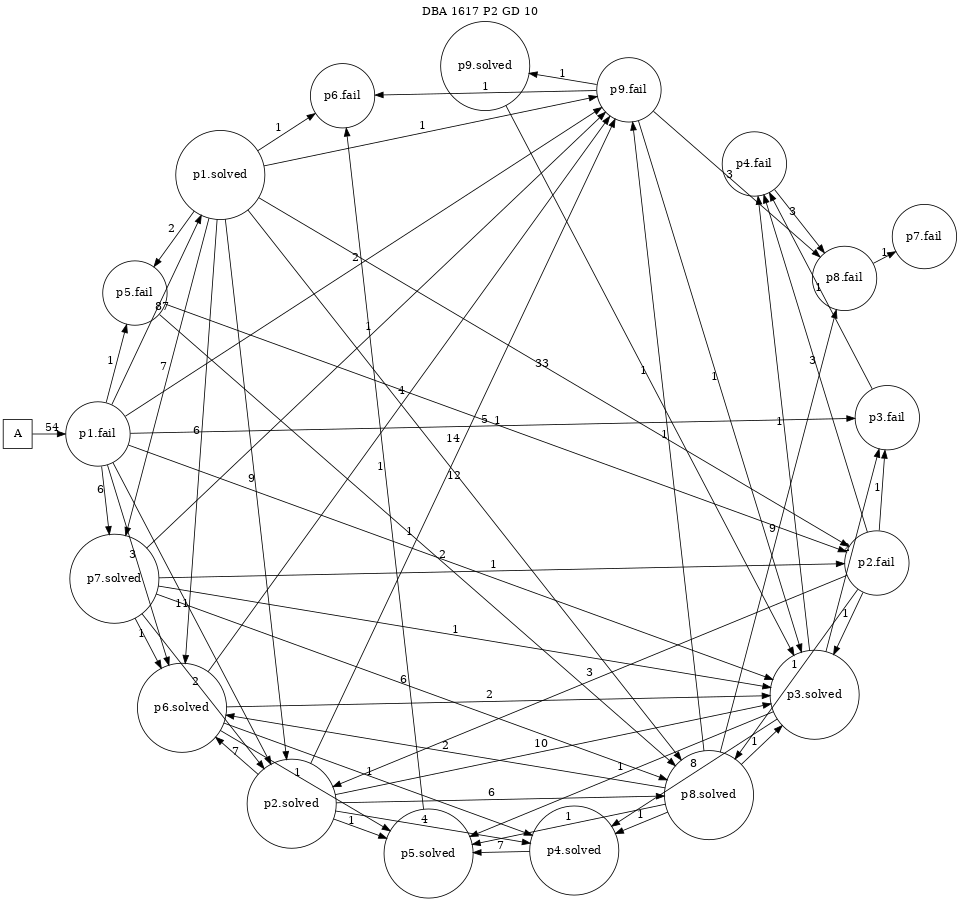 DBA 1617 P2 GD 10
p9.solved
1
p9.fail
p6.fail
1
1
1
p4.fail
p1.solved
3
3
2
p7.fail
1
p8.fail
p5.fail
1
2
87
1
1
33
3
7
1
1
4
p3.fail
5
1
1
A
54
p1.fail
6
14
1
1
12
9
6
1
9
1
2
3
1
p2.fail
p7.solved
11
1
1
1
1
3
6
2
2
p3.solved
p6.solved
7
10
2
1
1
8
1
1
6
p2.solved
p8.solved
1
4
1
1
7
p5.solved
p4.solved